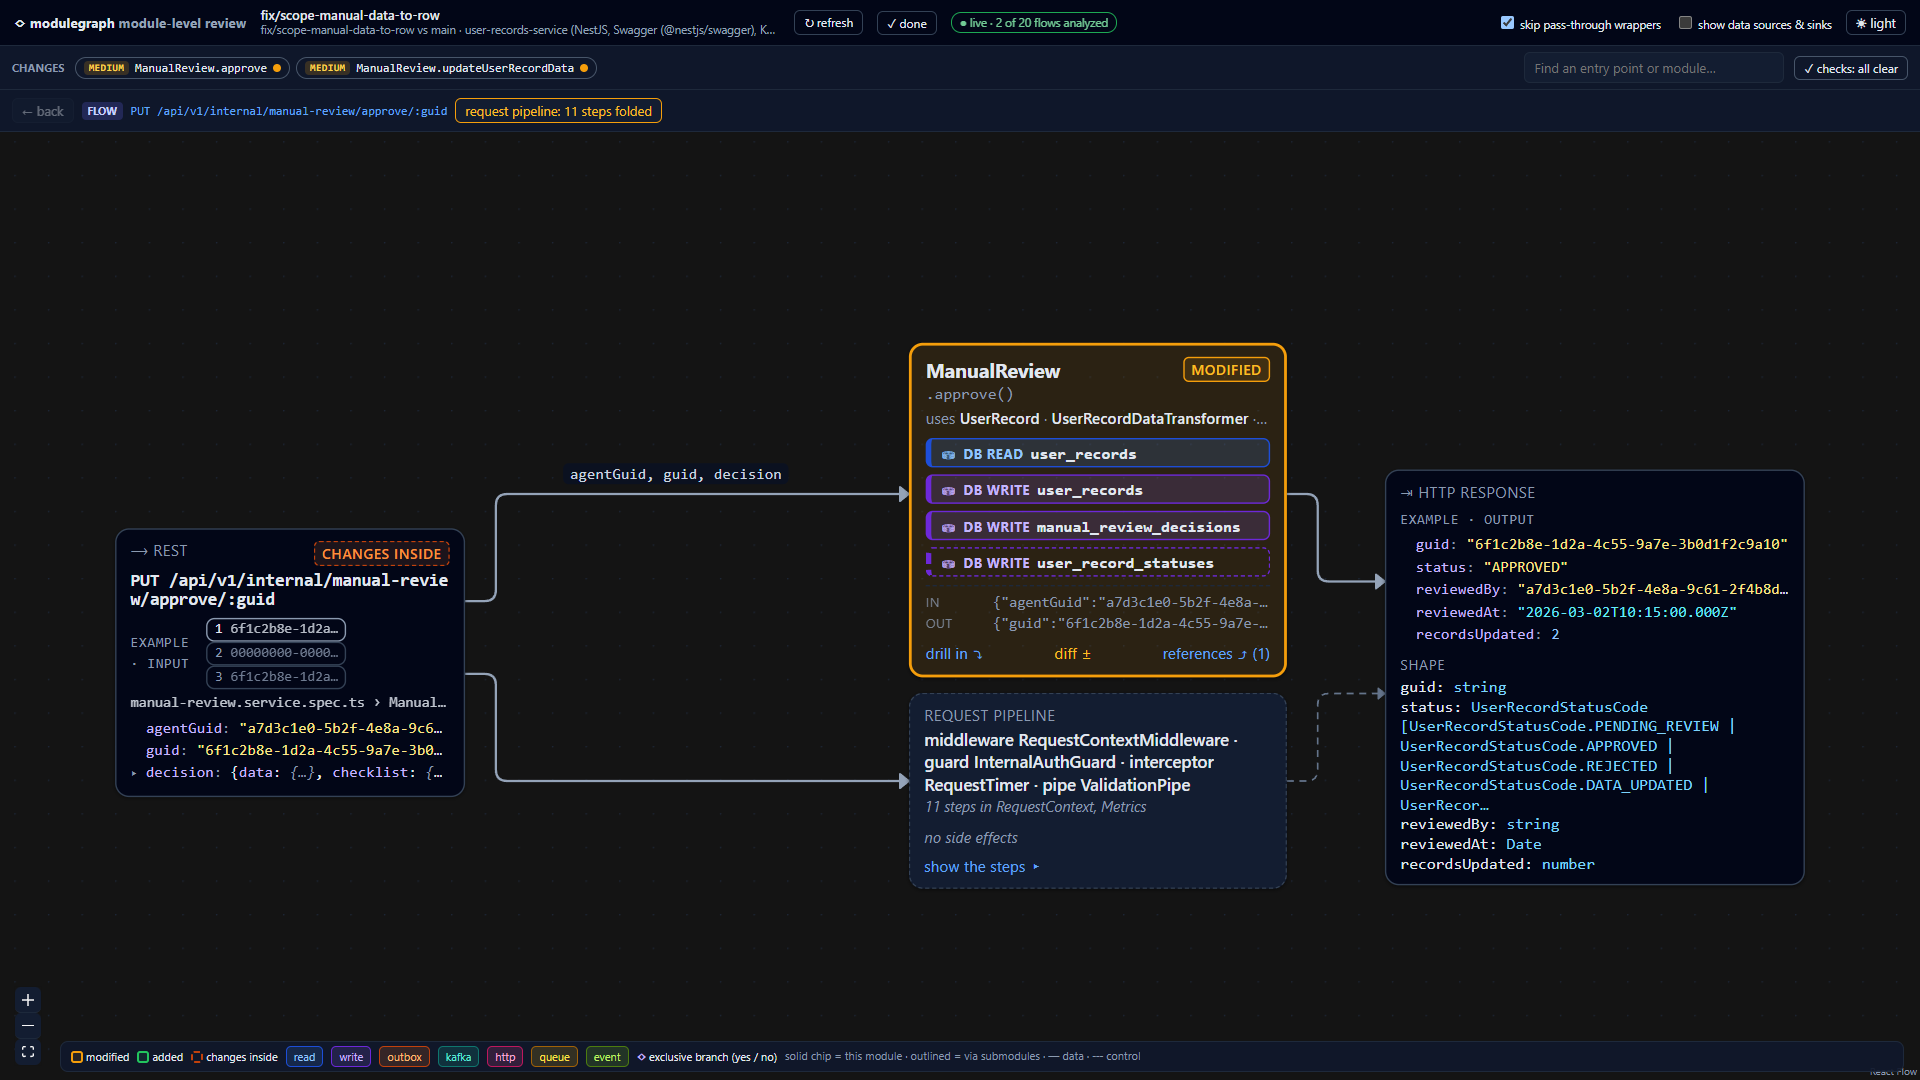 modulegraph module-level review
fix/scope-manual-data-to-row
fix/scope-manual-data-to-row vs main · user-records-service (NestJS, Swagger (@nestjs/swagger), K...
↻ refresh
✓ done
● live · 2 of 20 flows analyzed
skip pass-through wrappers
show data sources & sinks
☀ light
CHANGES
MEDIUM ManualReview.approve
MEDIUM ManualReview.updateUserRecordData
Find an entry point or module...
✓ checks: all clear
← back
FLOW PUT /api/v1/internal/manual-review/approve/:guid
request pipeline: 11 steps folded
→ REST
CHANGES INSIDE
PUT /api/v1/internal/manual-revie
w/approve/:guid
EXAMPLE
· INPUT
1 6f1c2b8e-1d2a…
2 00000000-0000…
3 6f1c2b8e-1d2a…
manual-review.service.spec.ts › Manual…
agentGuid: "a7d3c1e0-5b2f-4e8a-9c6…
guid: "6f1c2b8e-1d2a-4c55-9a7e-3b0…
▸ decision: {data: {…}, checklist: {…
agentGuid, guid, decision
ManualReview
MODIFIED
.approve()
uses UserRecord · UserRecordDataTransformer ·…
DB READ user_records
DB WRITE user_records
DB WRITE manual_review_decisions
DB WRITE user_record_statuses
IN {"agentGuid":"a7d3c1e0-5b2f-4e8a-…
OUT {"guid":"6f1c2b8e-1d2a-4c55-9a7e-…
drill in ⤵
diff ±
references ⤴ (1)
REQUEST PIPELINE
middleware RequestContextMiddleware ·
guard InternalAuthGuard · interceptor
RequestTimer · pipe ValidationPipe
11 steps in RequestContext, Metrics
no side effects
show the steps ▸
⇥ HTTP RESPONSE
EXAMPLE · OUTPUT
guid: "6f1c2b8e-1d2a-4c55-9a7e-3b0d1f2c9a10"
status: "APPROVED"
reviewedBy: "a7d3c1e0-5b2f-4e8a-9c61-2f4b8d…
reviewedAt: "2026-03-02T10:15:00.000Z"
recordsUpdated: 2
SHAPE
guid: string
status: UserRecordStatusCode
[UserRecordStatusCode.PENDING_REVIEW |
UserRecordStatusCode.APPROVED |
UserRecordStatusCode.REJECTED |
UserRecordStatusCode.DATA_UPDATED |
UserRecor…
reviewedBy: string
reviewedAt: Date
recordsUpdated: number
modified
added
changes inside
read
write
outbox
kafka
http
queue
event
◇ exclusive branch (yes / no)
solid chip = this module · outlined = via submodules · — data · --- control
React Flow